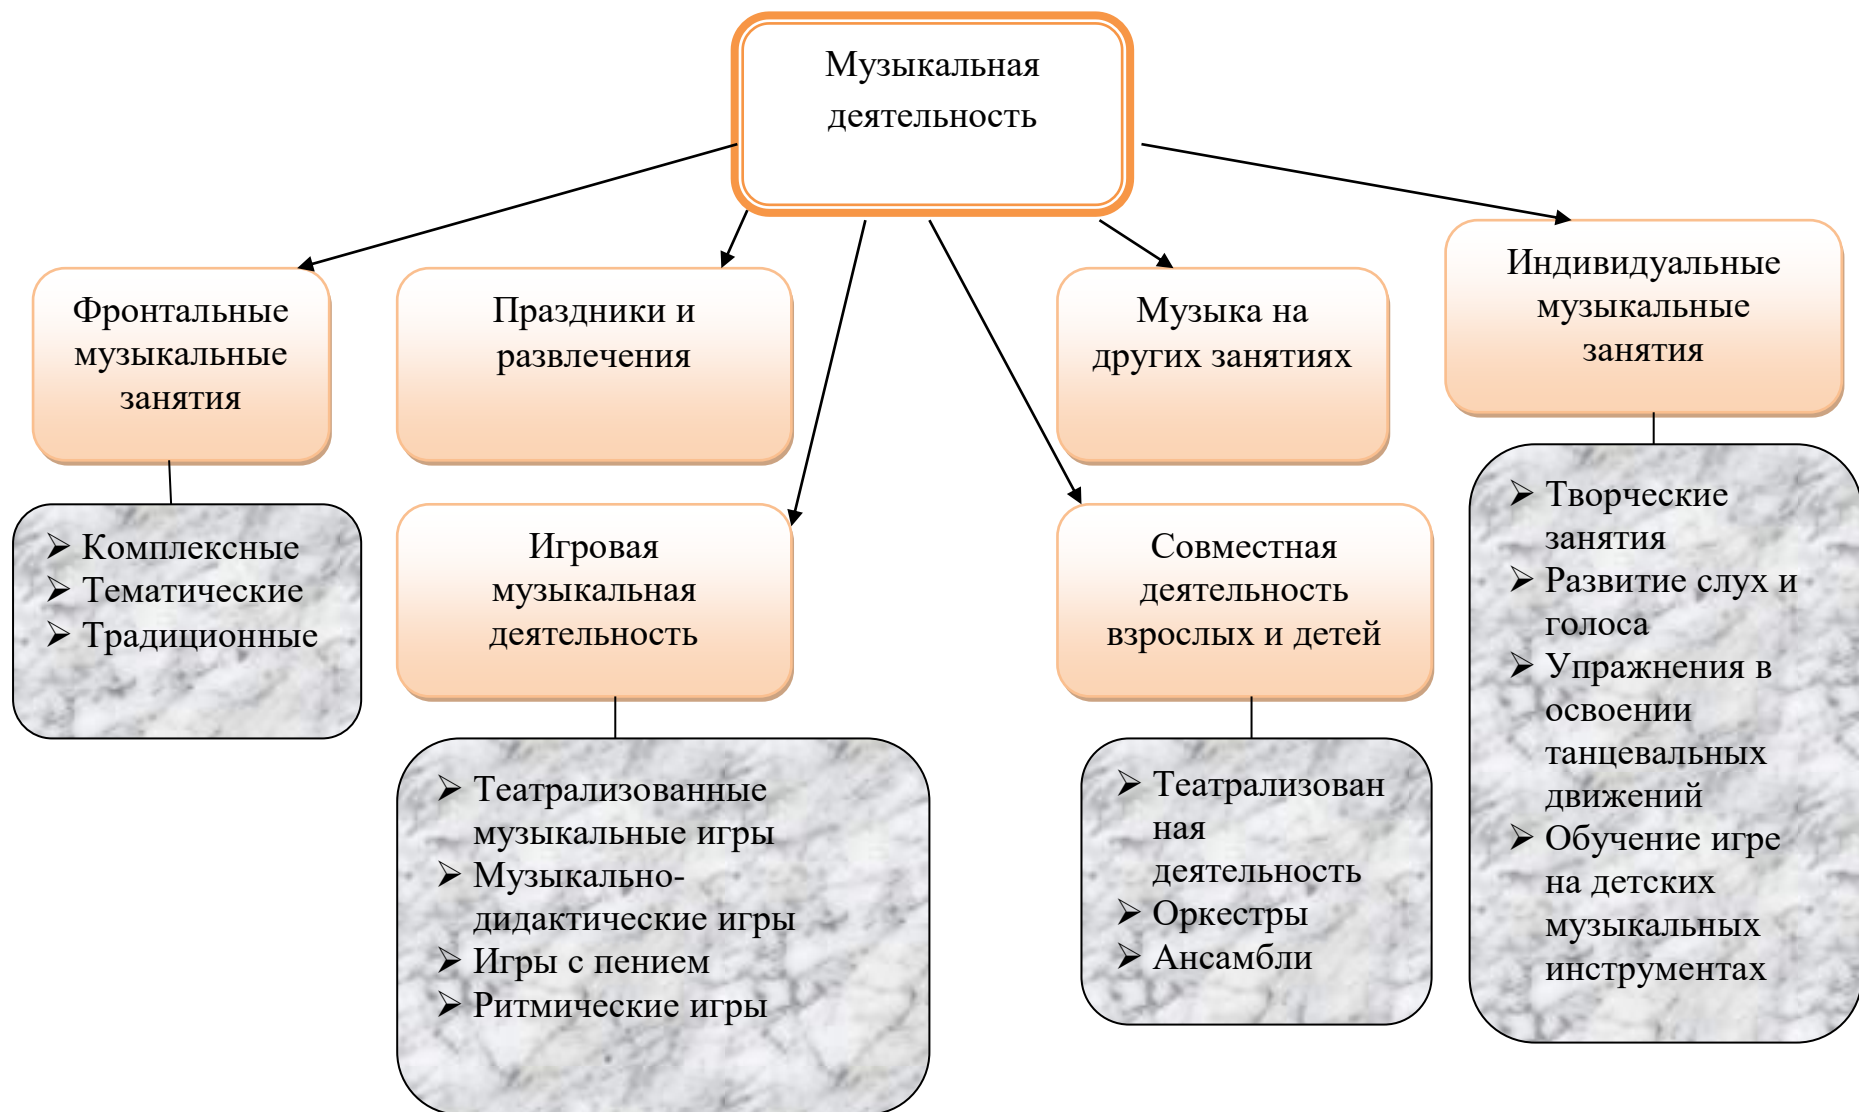 Музыкальная
деятельность
Фронтальные
музыкальные
занятия
Праздники и
развлечения
Музыка на
других занятиях
Индивидуальные
музыкальные
занятия
Комплексные
Тематические
Традиционные
Игровая
музыкальная
деятельность
Совместная
деятельность
взрослых и детей
Творческие
занятия
Развитие слух и
голоса
Упражнения в
освоении
танцевальных
движений
Обучение игре
на детских
музыкальных
инструментах
Театрализованные
музыкальные игры
Музыкально-
дидактические игры
Игры с пением
Ритмические игры
Театрализован
ная
деятельность
Оркестры
Ансамбли